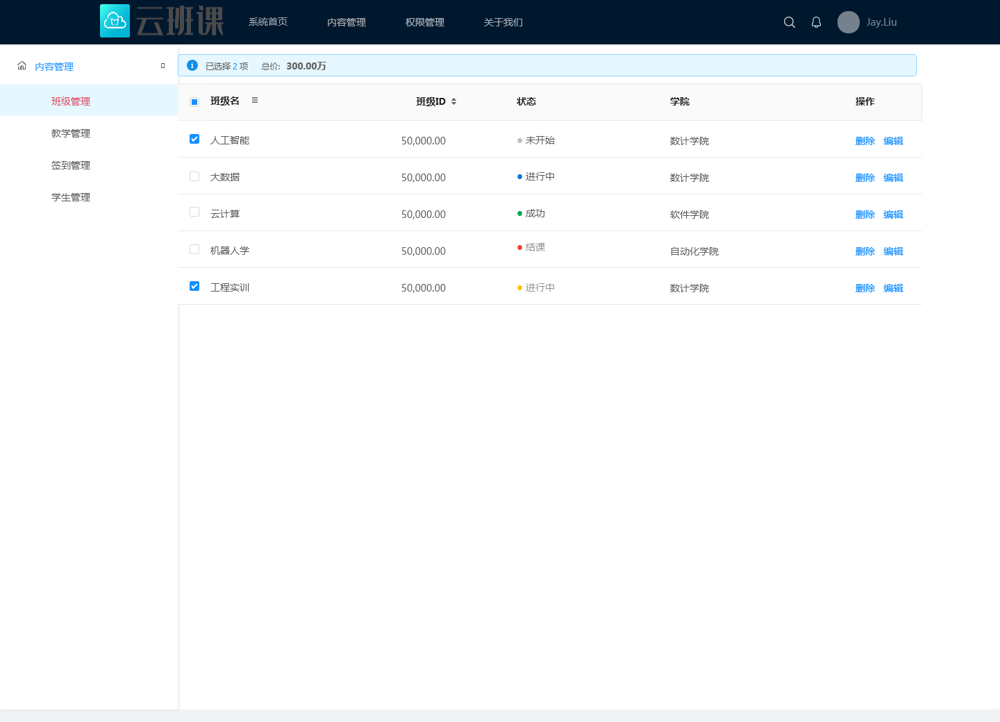 云班课 系统首页 内容管理 权限管理 关于我们 Jay.Liu
内容管理
班级管理
教学管理
签到管理
学生管理
已选择 2 项 总价: 300.00万
班级名 班级ID 状态 学院 操作
人工智能 50,000.00 未开始 数计学院 删除 编辑
大数据 50,000.00 进行中 数计学院 删除 编辑
云计算 50,000.00 成功 软件学院 删除 编辑
机器人学 50,000.00 结课 自动化学院 删除 编辑
工程实训 50,000.00 进行中 数计学院 删除 编辑